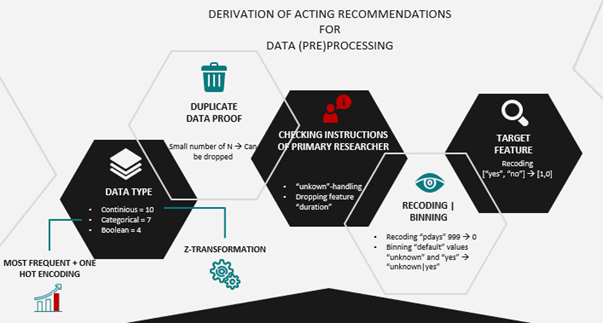 DERIVATION OF ACTING RECOMMENDATIONS
FOR
DATA (PRE)PROCESSING
DUPLICATE
DATA PROOF
Small number of N → Can
be dropped
CHECKING INSTRUCTIONS
OF PRIMARY RESEARCHER
• "unkown"-handling
• Dropping feature
"duration"
TARGET
FEATURE
Recoding
["yes", "no"] → [1,0]
DATA TYPE
• Continious = 10
• Categorical = 7
• Boolean = 4
RECODING |
BINNING
• Recoding "pdays" 999 → 0
• Binning "default" values
"unknown" and "yes" →
"unknown|yes"
MOST FREQUENT + ONE
HOT ENCODING
Z-TRANSFORMATION